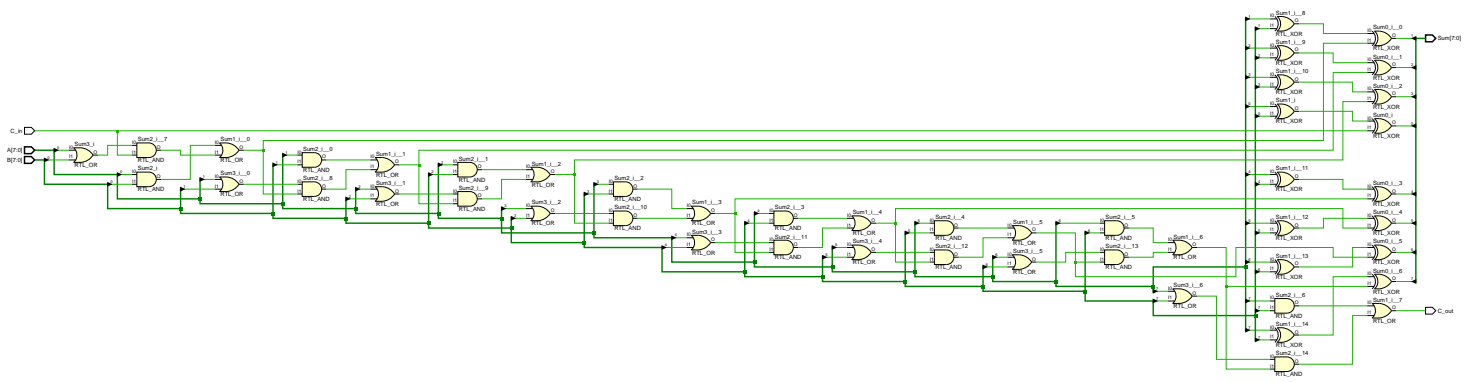 C_in
A[7:0]
B[7:0]
Sum3_i
RTL_OR
Sum2_i__7
RTL_AND
Sum2_i
RTL_AND
Sum1_i__0
RTL_OR
Sum3_i__0
RTL_OR
Sum2_i__0
RTL_AND
Sum2_i__8
RTL_AND
Sum1_i__1
RTL_OR
Sum3_i__1
RTL_OR
Sum2_i__1
RTL_AND
Sum2_i__9
RTL_AND
Sum1_i__2
RTL_OR
Sum3_i__2
RTL_OR
Sum2_i__2
RTL_AND
Sum2_i__10
RTL_AND
Sum1_i__3
RTL_OR
Sum3_i__3
RTL_OR
Sum2_i__3
RTL_AND
Sum2_i__11
RTL_AND
Sum1_i__4
RTL_OR
Sum3_i__4
RTL_OR
Sum2_i__4
RTL_AND
Sum2_i__12
RTL_AND
Sum1_i__5
RTL_OR
Sum3_i__5
RTL_OR
Sum2_i__5
RTL_AND
Sum2_i__13
RTL_AND
Sum1_i__6
RTL_OR
Sum3_i__6
RTL_OR
Sum1_i__8
RTL_XOR
Sum1_i__9
RTL_XOR
Sum1_i__10
RTL_XOR
Sum1_i
RTL_XOR
Sum1_i__11
RTL_XOR
Sum1_i__12
RTL_XOR
Sum1_i__13
RTL_XOR
Sum2_i__6
RTL_AND
Sum1_i__14
RTL_XOR
Sum2_i__14
RTL_AND
Sum0_i__0
RTL_XOR
Sum0_i__1
RTL_XOR
Sum0_i__2
RTL_XOR
Sum0_i
RTL_XOR
Sum0_i__3
RTL_XOR
Sum0_i__4
RTL_XOR
Sum0_i__5
RTL_XOR
Sum0_i__6
RTL_XOR
Sum1_i__7
RTL_OR
Sum[7:0]
C_out